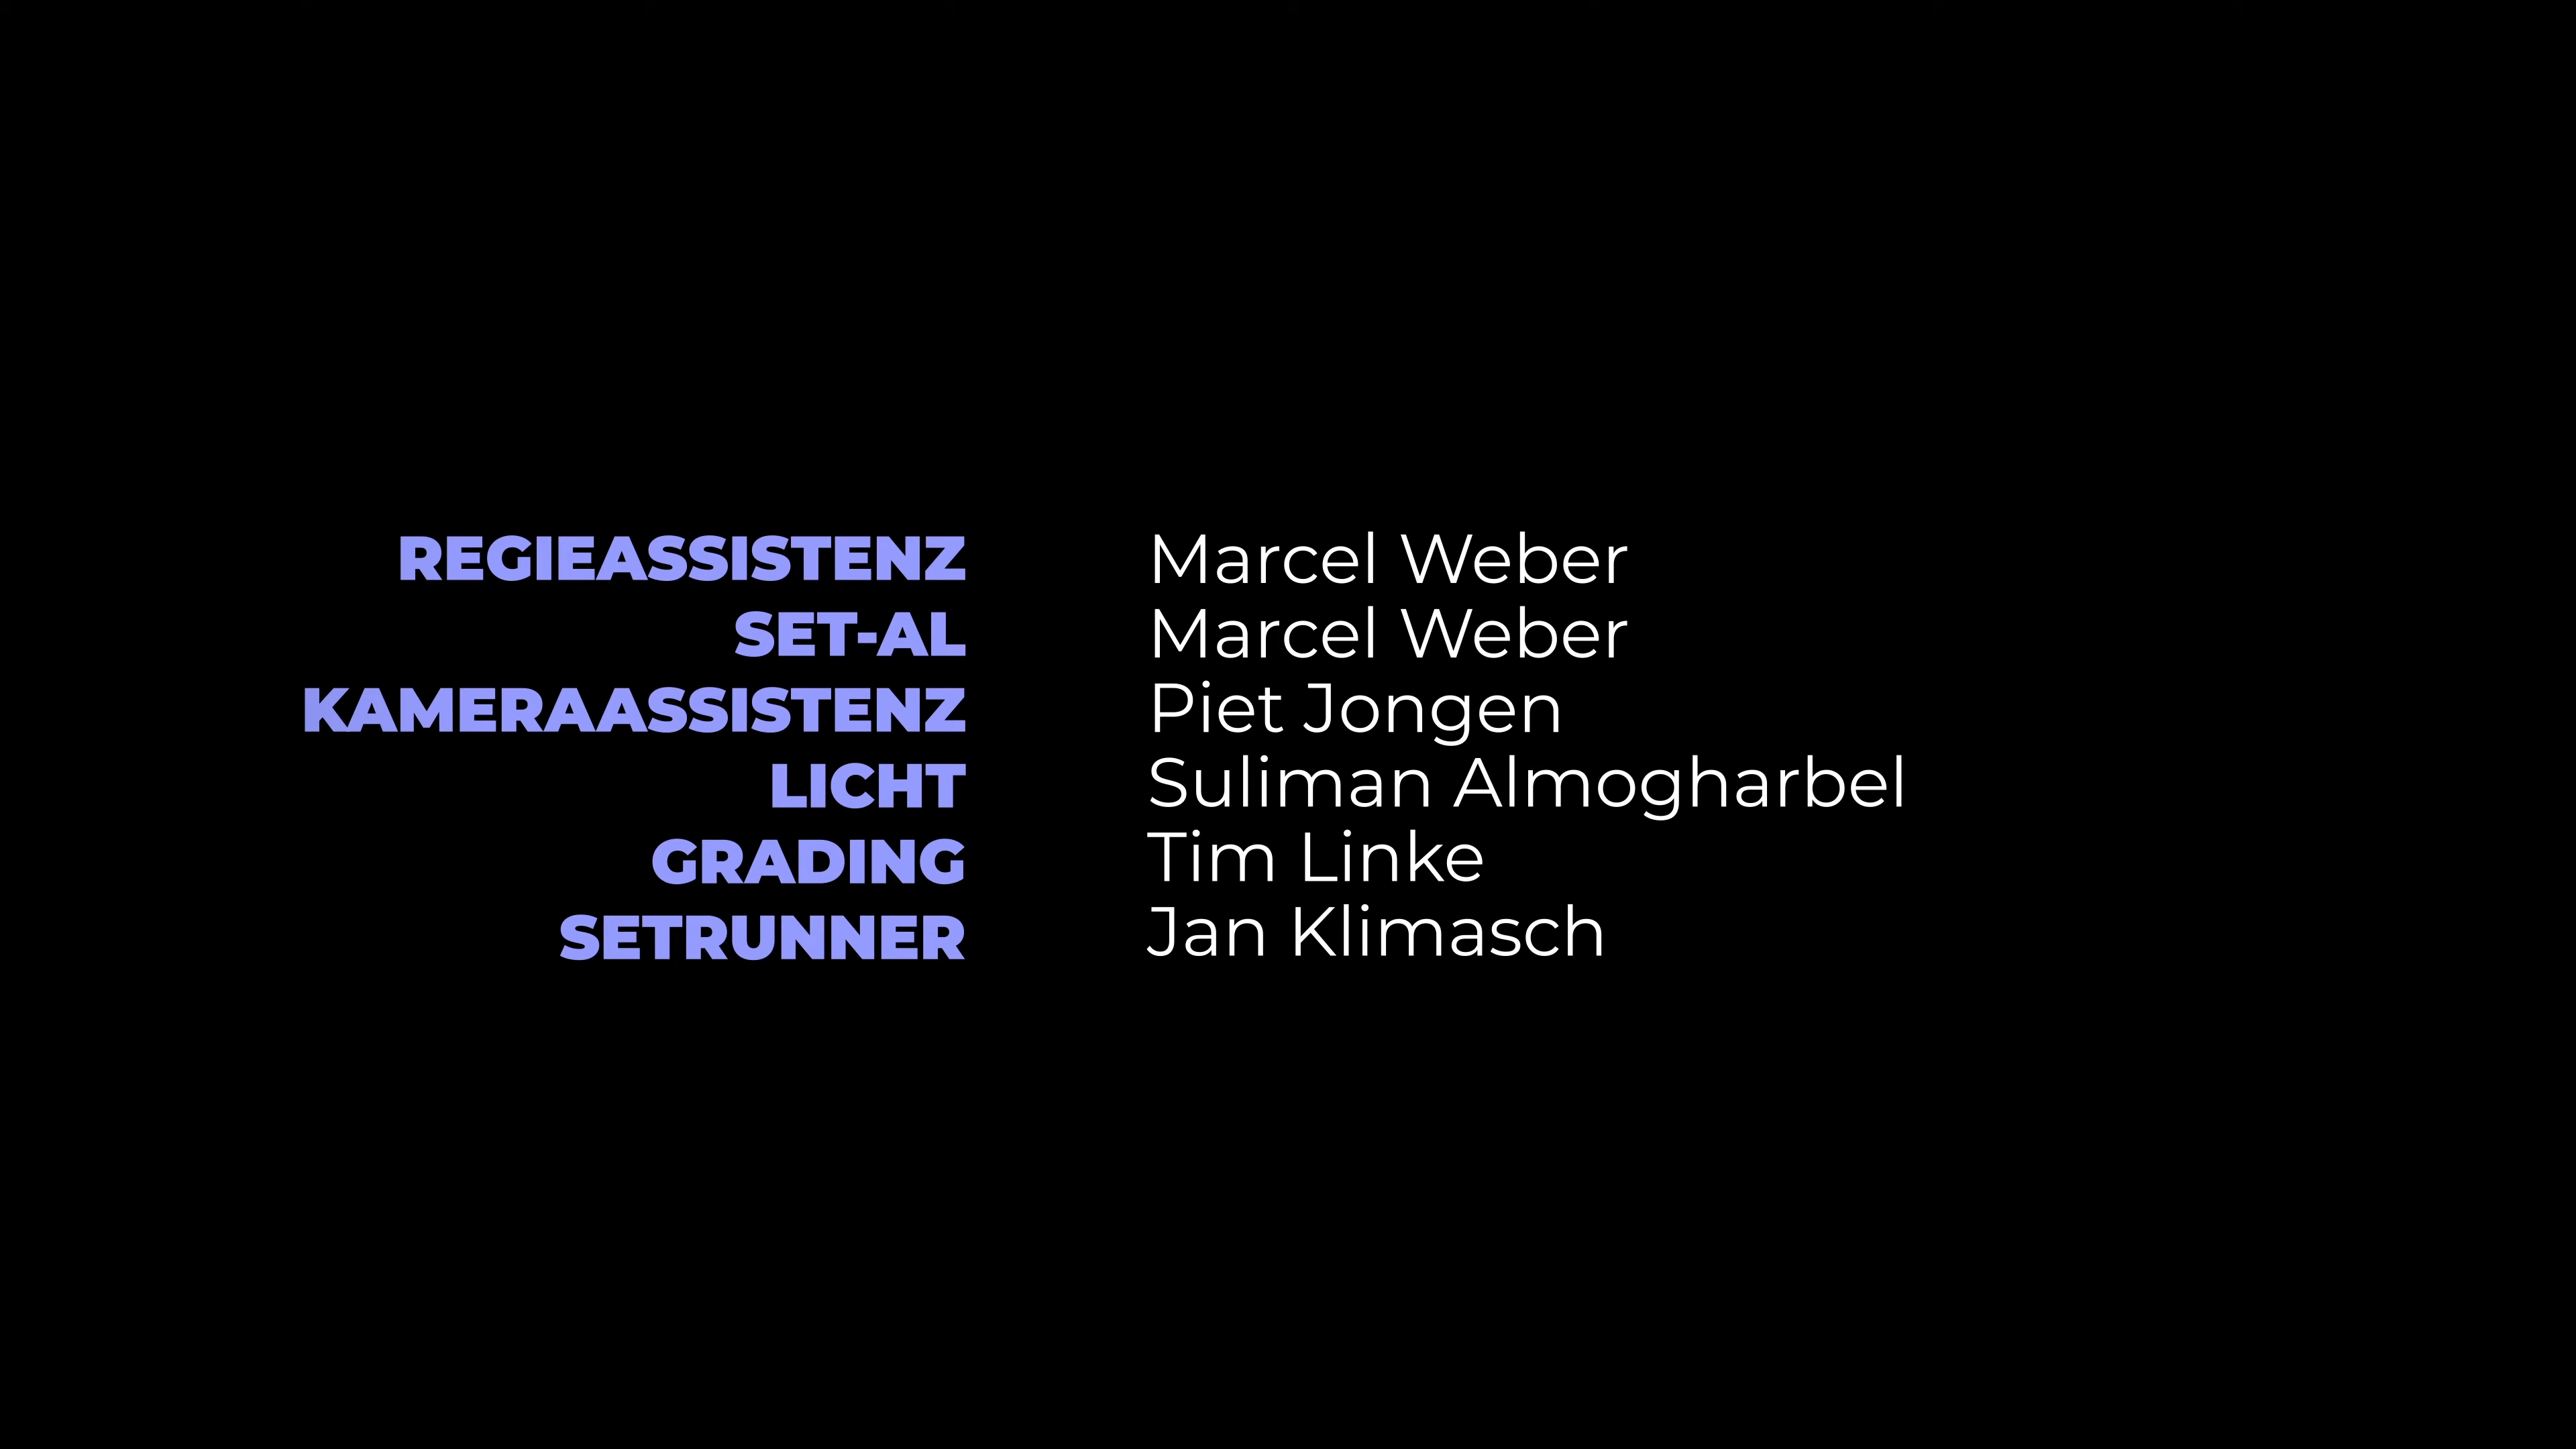 REGIEASSISTENZ Marcel Weber
SET-AL Marcel Weber
KAMERAASSISTENZ Piet Jongen
LICHT Suliman Almogharbel
GRADING Tim Linke
SETRUNNER Jan Klimasch